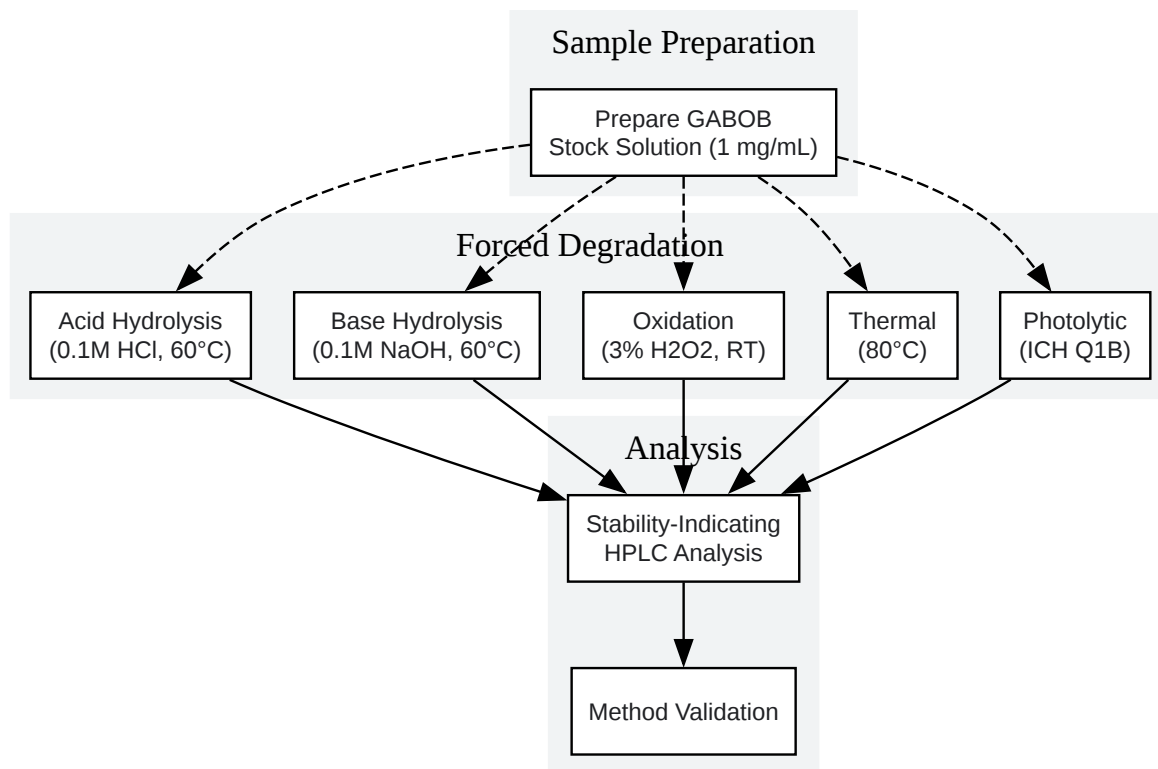 Sample Preparation
Prepare GABOB
Stock Solution (1 mg/mL)
Forced Degradation
Acid Hydrolysis
(0.1M HCl, 60°C)
Base Hydrolysis
(0.1M NaOH, 60°C)
Oxidation
(3% H2O2, RT)
Thermal
(80°C)
Photolytic
(ICH Q1B)
Analysis
Stability-Indicating
HPLC Analysis
Method Validation